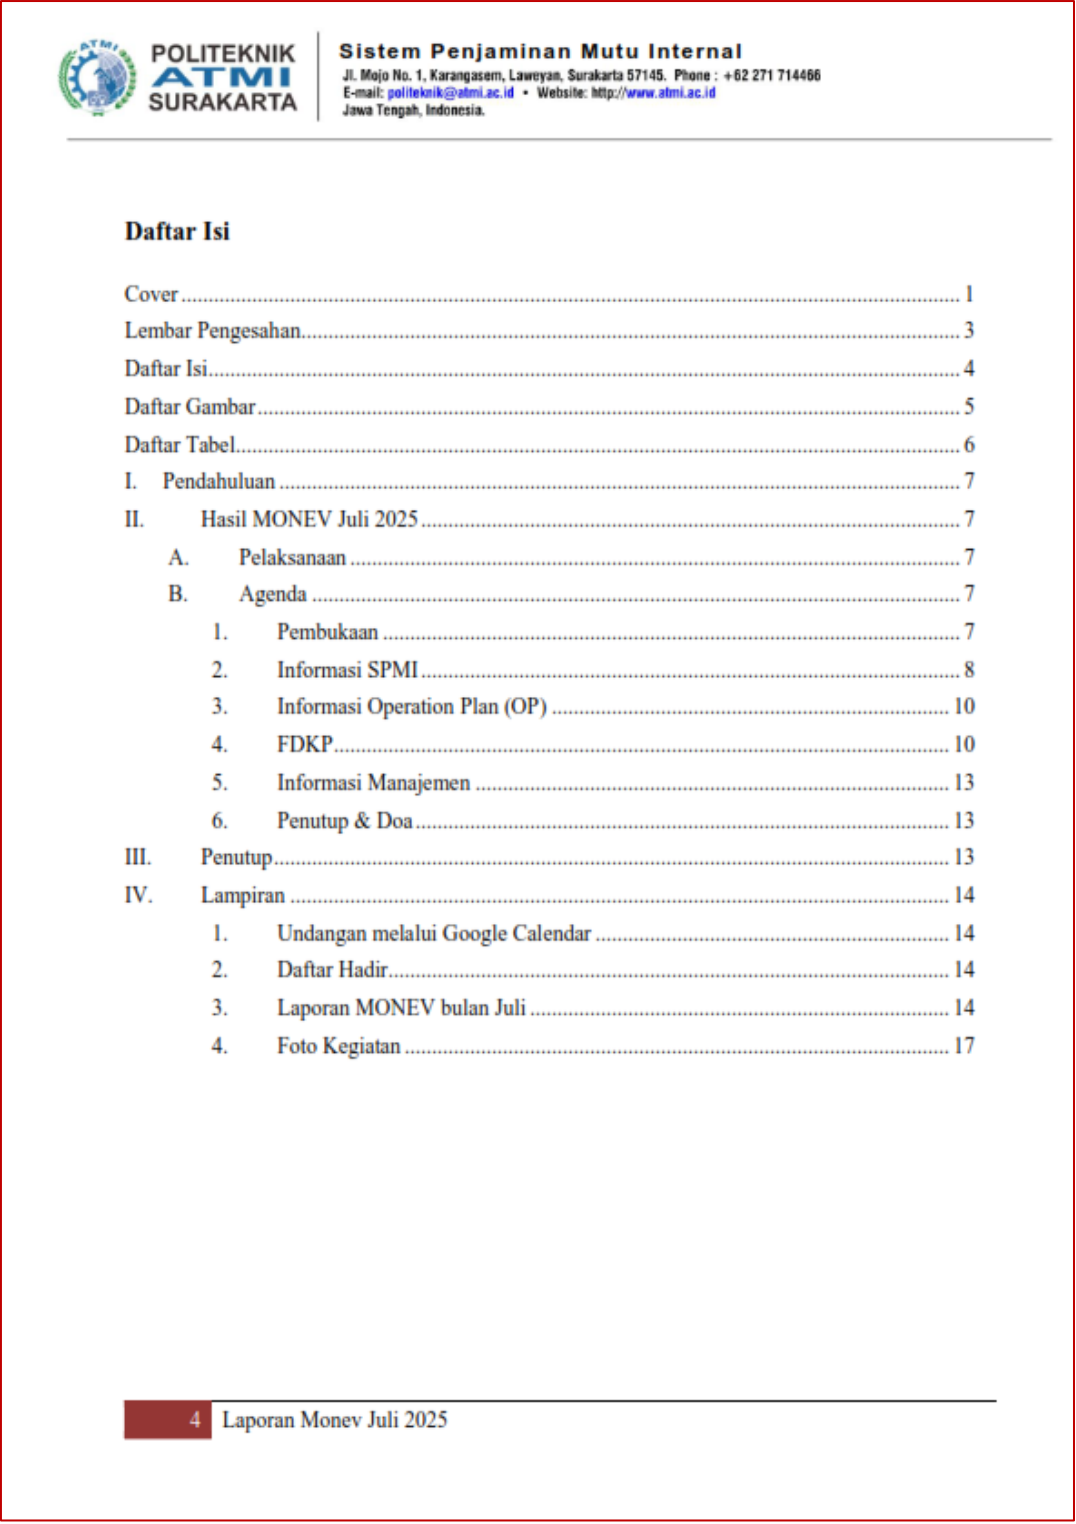 ATMI
POLITEKNIK
ATMI
SURAKARTA
Sistem Penjaminan Mutu Internal
Jl. Mojo No. 1, Karangasem, Laweyan, Surakarta 57145. Phone : +62 271 714466
E-mail: politeknik@atmi.ac.id • Website: http://www.atmi.ac.id
Jawa Tengah, Indonesia.
Daftar Isi
Cover 1
Lembar Pengesahan 3
Daftar Isi 4
Daftar Gambar 5
Daftar Tabel 6
I. Pendahuluan 7
II. Hasil MONEV Juli 2025 7
A. Pelaksanaan 7
B. Agenda 7
1. Pembukaan 7
2. Informasi SPMI 8
3. Informasi Operation Plan (OP) 10
4. FDKP 10
5. Informasi Manajemen 13
6. Penutup & Doa 13
III. Penutup 13
IV. Lampiran 14
1. Undangan melalui Google Calendar 14
2. Daftar Hadir 14
3. Laporan MONEV bulan Juli 14
4. Foto Kegiatan 17
4 Laporan Monev Juli 2025